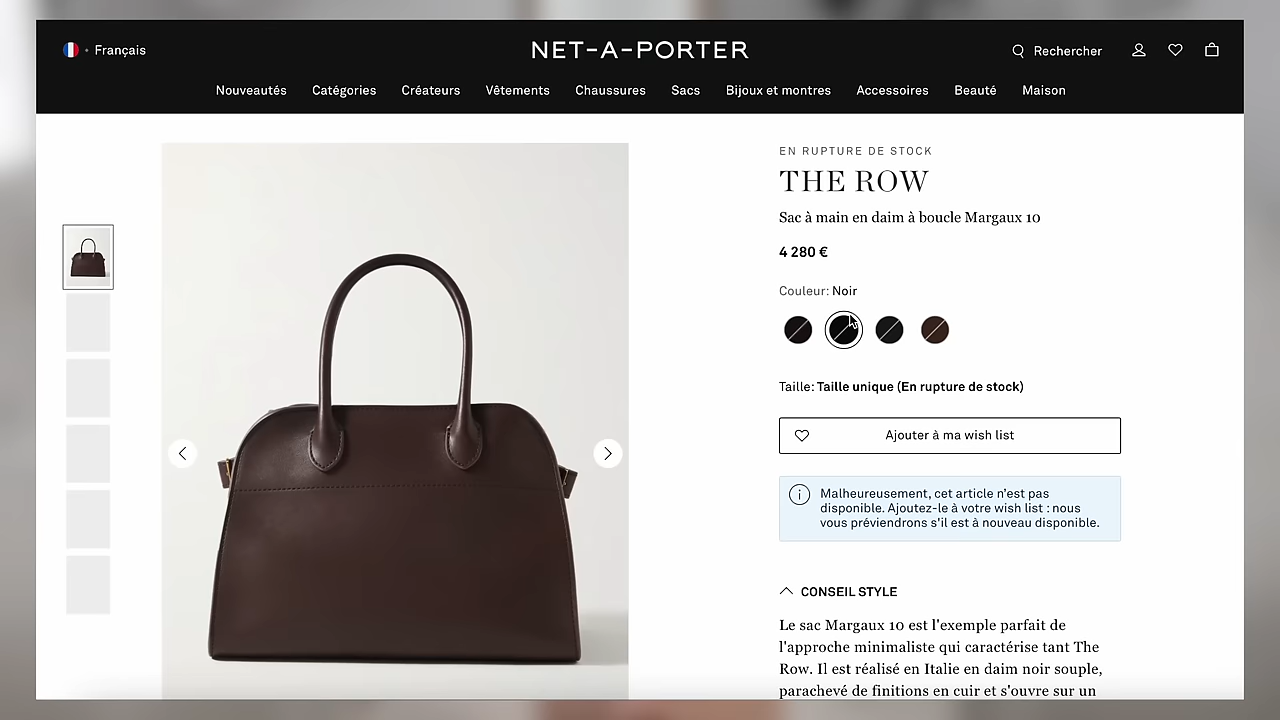 • Français
NET-A-PORTER
Rechercher
Nouveautés Catégories Créateurs Vêtements Chaussures Sacs Bijoux et montres Accessoires Beauté Maison
EN RUPTURE DE STOCK
THE ROW
Sac à main en daim à boucle Margaux 10
4 280 €
Couleur: Noir
Taille: Taille unique (En rupture de stock)
Ajouter à ma wish list
Malheureusement, cet article n'est pas
disponible. Ajoutez-le à votre wish list : nous
vous préviendrons s'il est à nouveau disponible.
CONSEIL STYLE
Le sac Margaux 10 est l'exemple parfait de
l'approche minimaliste qui caractérise tant The
Row. Il est réalisé en Italie en daim noir souple,
parachevé de finitions en cuir et s'ouvre sur un